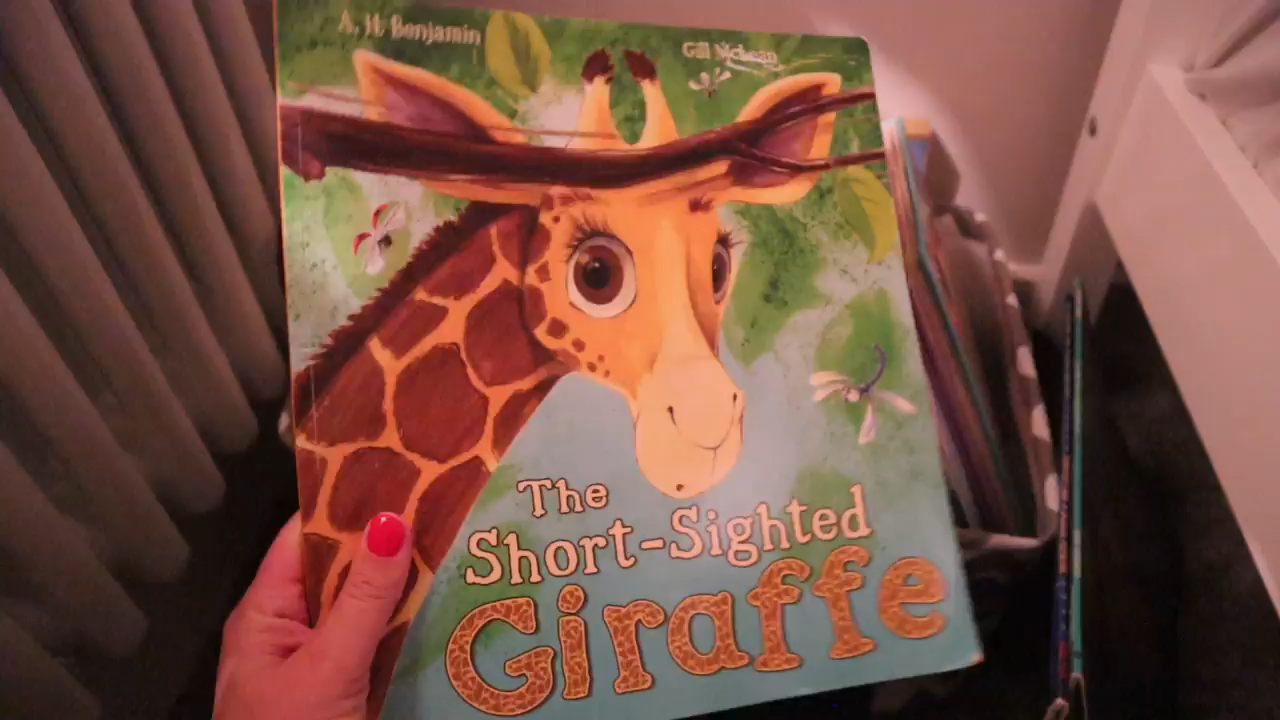 A. H. Benjamin
Gill McLean
The
Short-Sighted
Giraffe